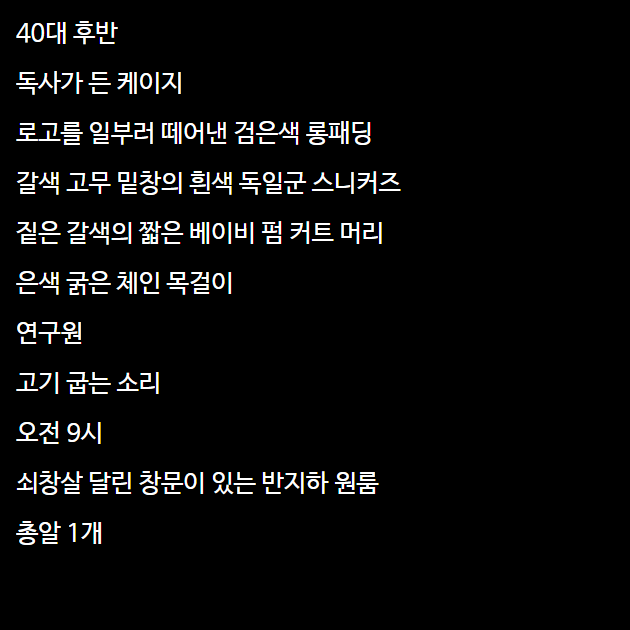 40대 후반
독사가 든 케이지
로고를 일부러 떼어낸 검은색 롱패딩
갈색 고무 밑창의 흰색 독일군 스니커즈
짙은 갈색의 짧은 베이비 펌 커트 머리
은색 굵은 체인 목걸이
연구원
고기 굽는 소리
오전 9시
쇠창살 달린 창문이 있는 반지하 원룸
총알 1개